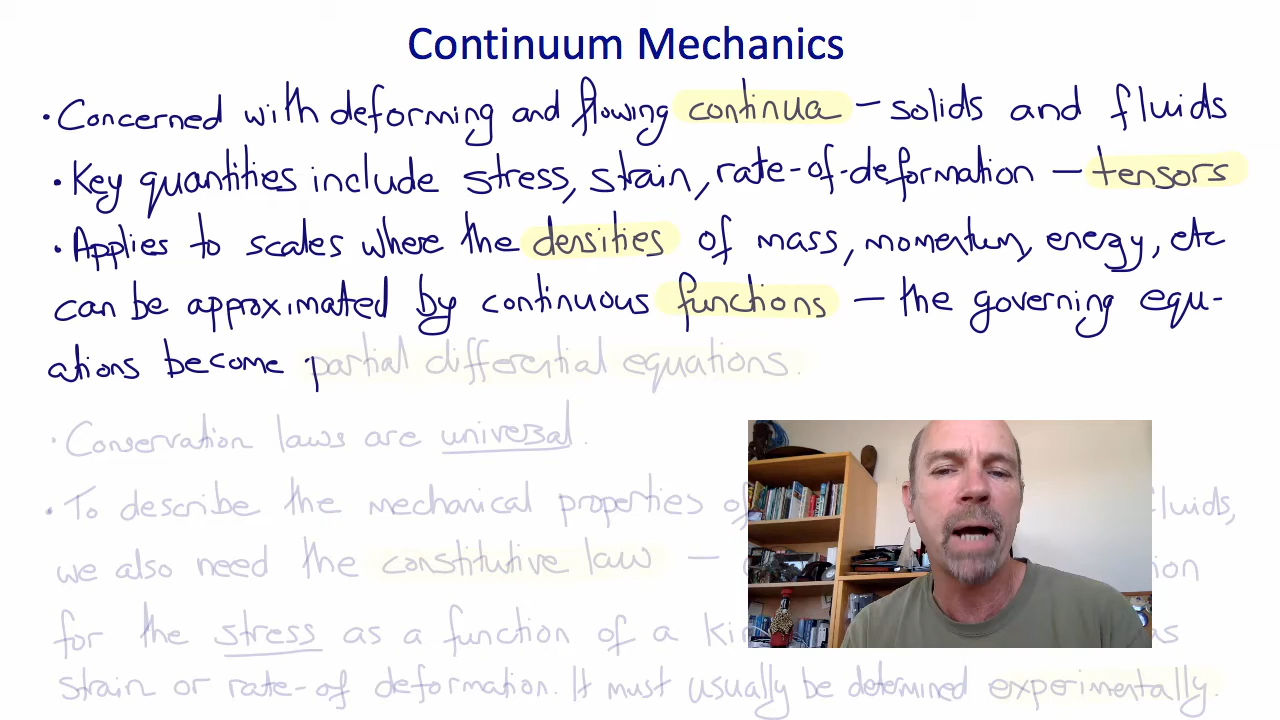 Continuum Mechanics
• Concerned with deforming and flowing continua – solids and fluids
• Key quantities include stress, strain, rate-of-deformation – tensors
• Applies to scales where the densities of mass, momentum, energy, etc
can be approximated by continuous functions – the governing equ-
ations become partial differential equations.
• Conservation laws are universal.
• To describe the mechanical properties of fluids,
we also need the constitutive law –
for the stress as a function of a as
strain or rate-of deformation. It must usually be determined experimentally.